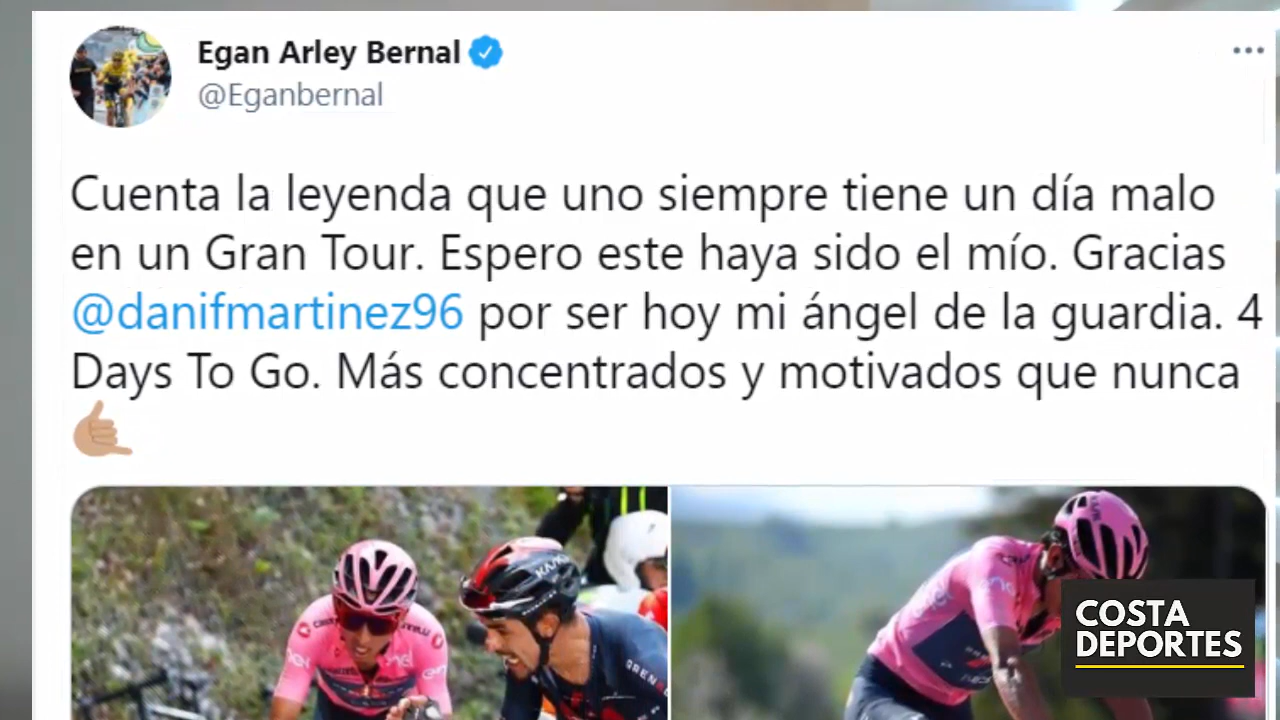 Egan Arley Bernal
@Eganbernal
Cuenta la leyenda que uno siempre tiene un día malo
en un Gran Tour. Espero este haya sido el mío. Gracias
@danifmartinez96 por ser hoy mi ángel de la guardia. 4
Days To Go. Más concentrados y motivados que nunca
COSTA
DEPORTES